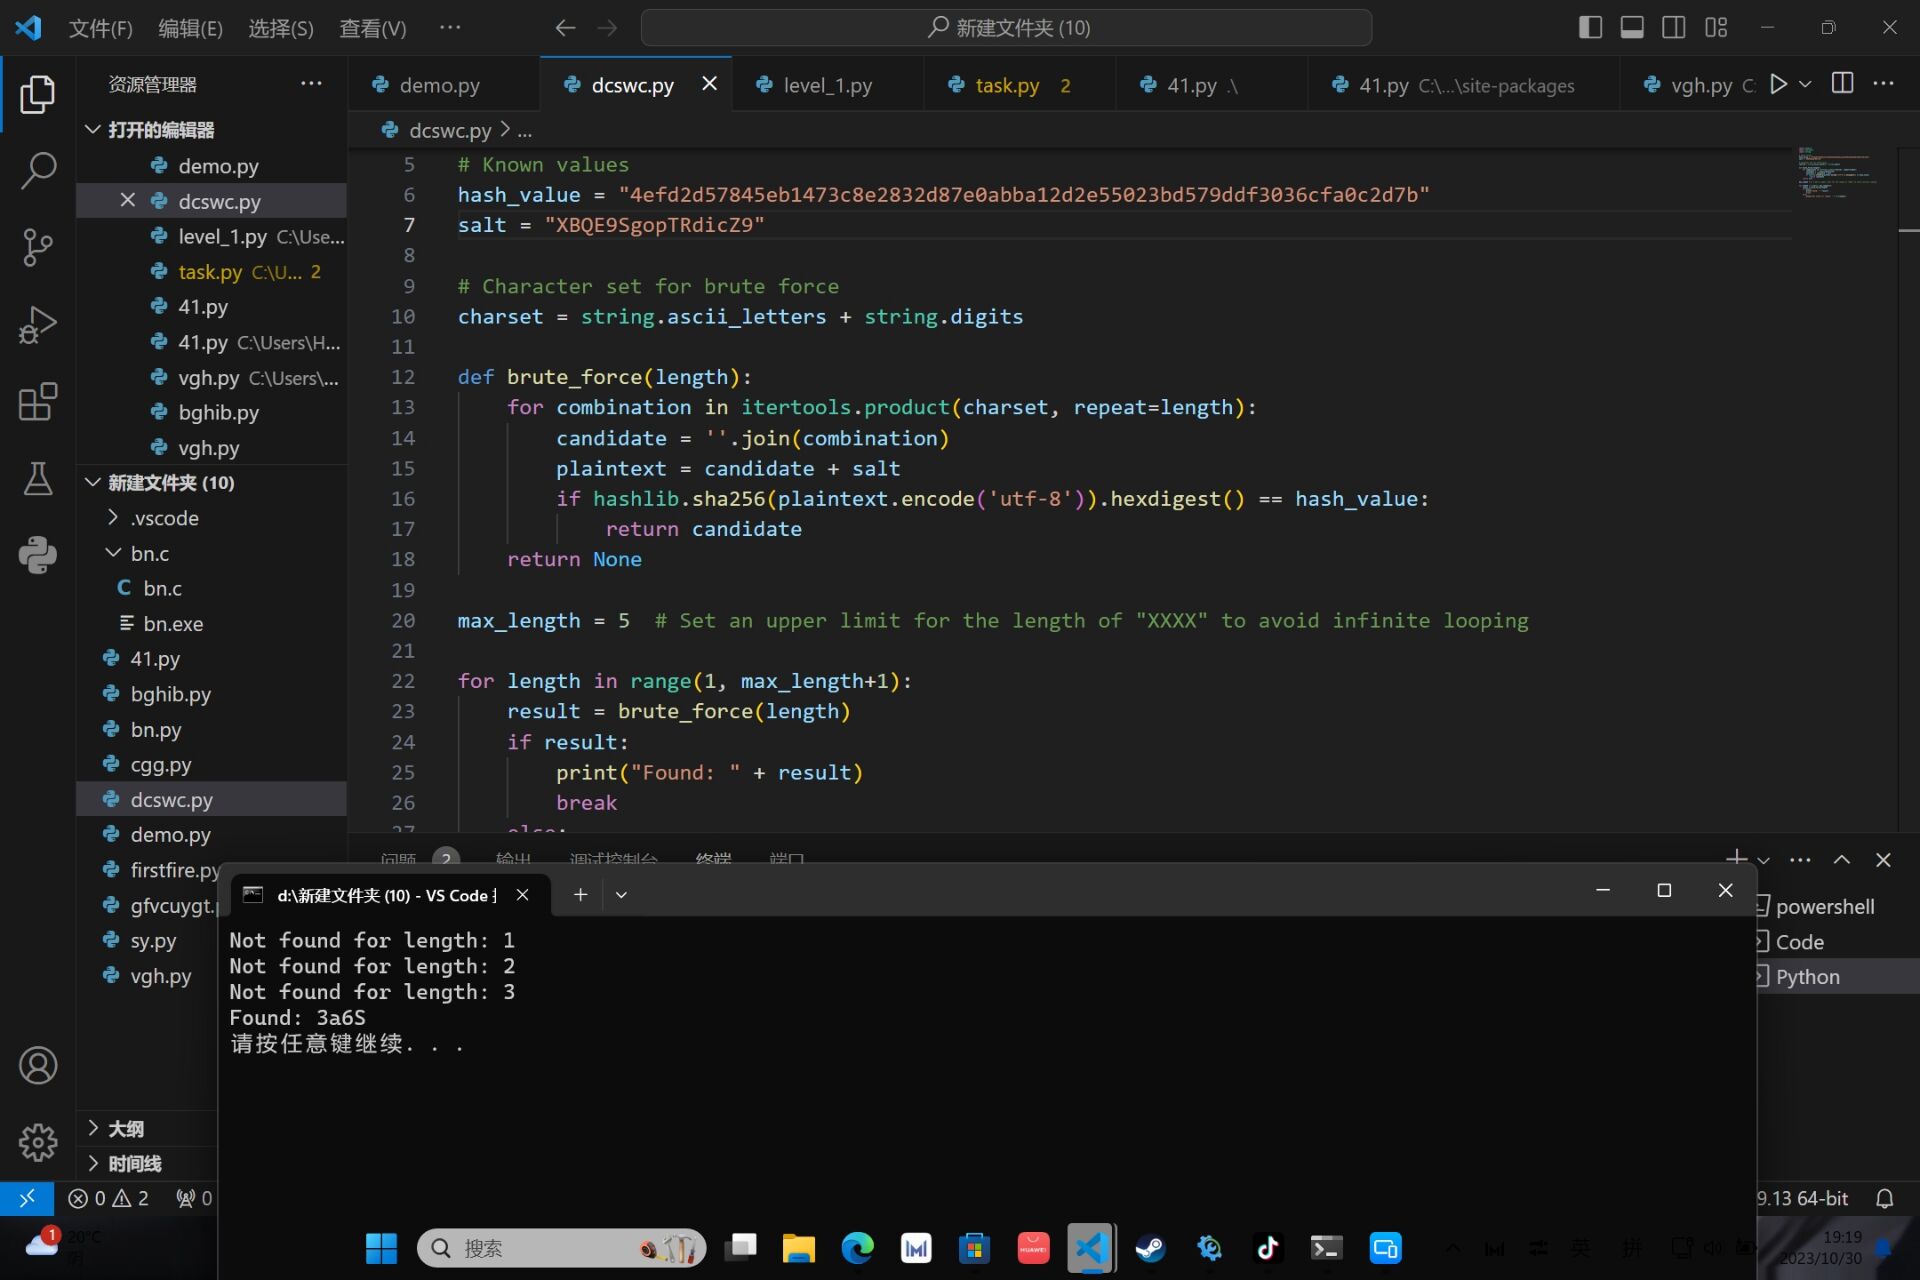 文件(F) 编辑(E) 选择(S) 查看(V) ··· 新建文件夹 (10)
资源管理器 ···
demo.py dcswc.py level_1.py task.py 2 41.py .\ 41.py C:\...\site-packages vgh.py C:
dcswc.py > ...
打开的编辑器
demo.py
dcswc.py
level_1.py C:\Use...
task.py C:\U... 2
41.py
41.py C:\Users\H...
vgh.py C:\Users\...
bghib.py
vgh.py
新建文件夹 (10)
.vscode
bn.c
C bn.c
bn.exe
41.py
bghib.py
bn.py
cgg.py
dcswc.py
demo.py
firstfire.py
gfvcuygt.
sy.py
vgh.py
大纲
时间线
5 # Known values
6 hash_value = "4efd2d57845eb1473c8e2832d87e0abba12d2e55023bd579ddf3036cfa0c2d7b"
7 salt = "XBQE9SgopTRdicZ9"
8
9 # Character set for brute force
10 charset = string.ascii_letters + string.digits
11
12 def brute_force(length):
13 for combination in itertools.product(charset, repeat=length):
14 candidate = ''.join(combination)
15 plaintext = candidate + salt
16 if hashlib.sha256(plaintext.encode('utf-8')).hexdigest() == hash_value:
17 return candidate
18 return None
19
20 max_length = 5 # Set an upper limit for the length of "XXXX" to avoid infinite looping
21
22 for length in range(1, max_length+1):
23 result = brute_force(length)
24 if result:
25 print("Found: " + result)
26 break
27 else:
问题 2 输出 调试控制台 终端 端口
powershell
Code
Python
d:\新建文件夹 (10) - VS Code
Not found for length: 1
Not found for length: 2
Not found for length: 3
Found: 3a6S
请按任意键继续. . .
0 2 0 9.13 64-bit
1 20°C
阴
搜索
HUAWEI
英 拼
19:19
2023/10/30